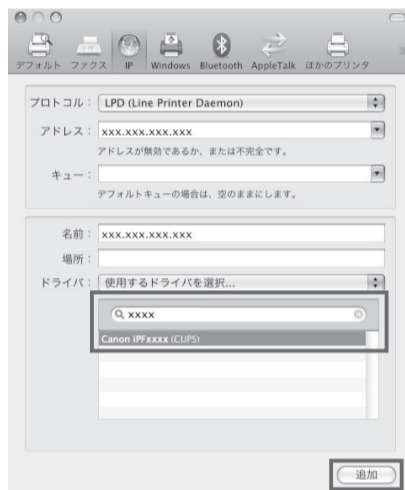 デフォルト ファクス IP Windows Bluetooth AppleTalk ほかのプリンタ
プロトコル： LPD (Line Printer Daemon)
アドレス： xxx.xxx.xxx.xxx
アドレスが無効であるか、または不完全です。
キュー：
デフォルトキューの場合は、空のままにします。
名前： xxx.xxx.xxx.xxx
場所：
ドライバ： 使用するドライバを選択...
xxxx
Canon iPFxxxx (CUPS)
追加